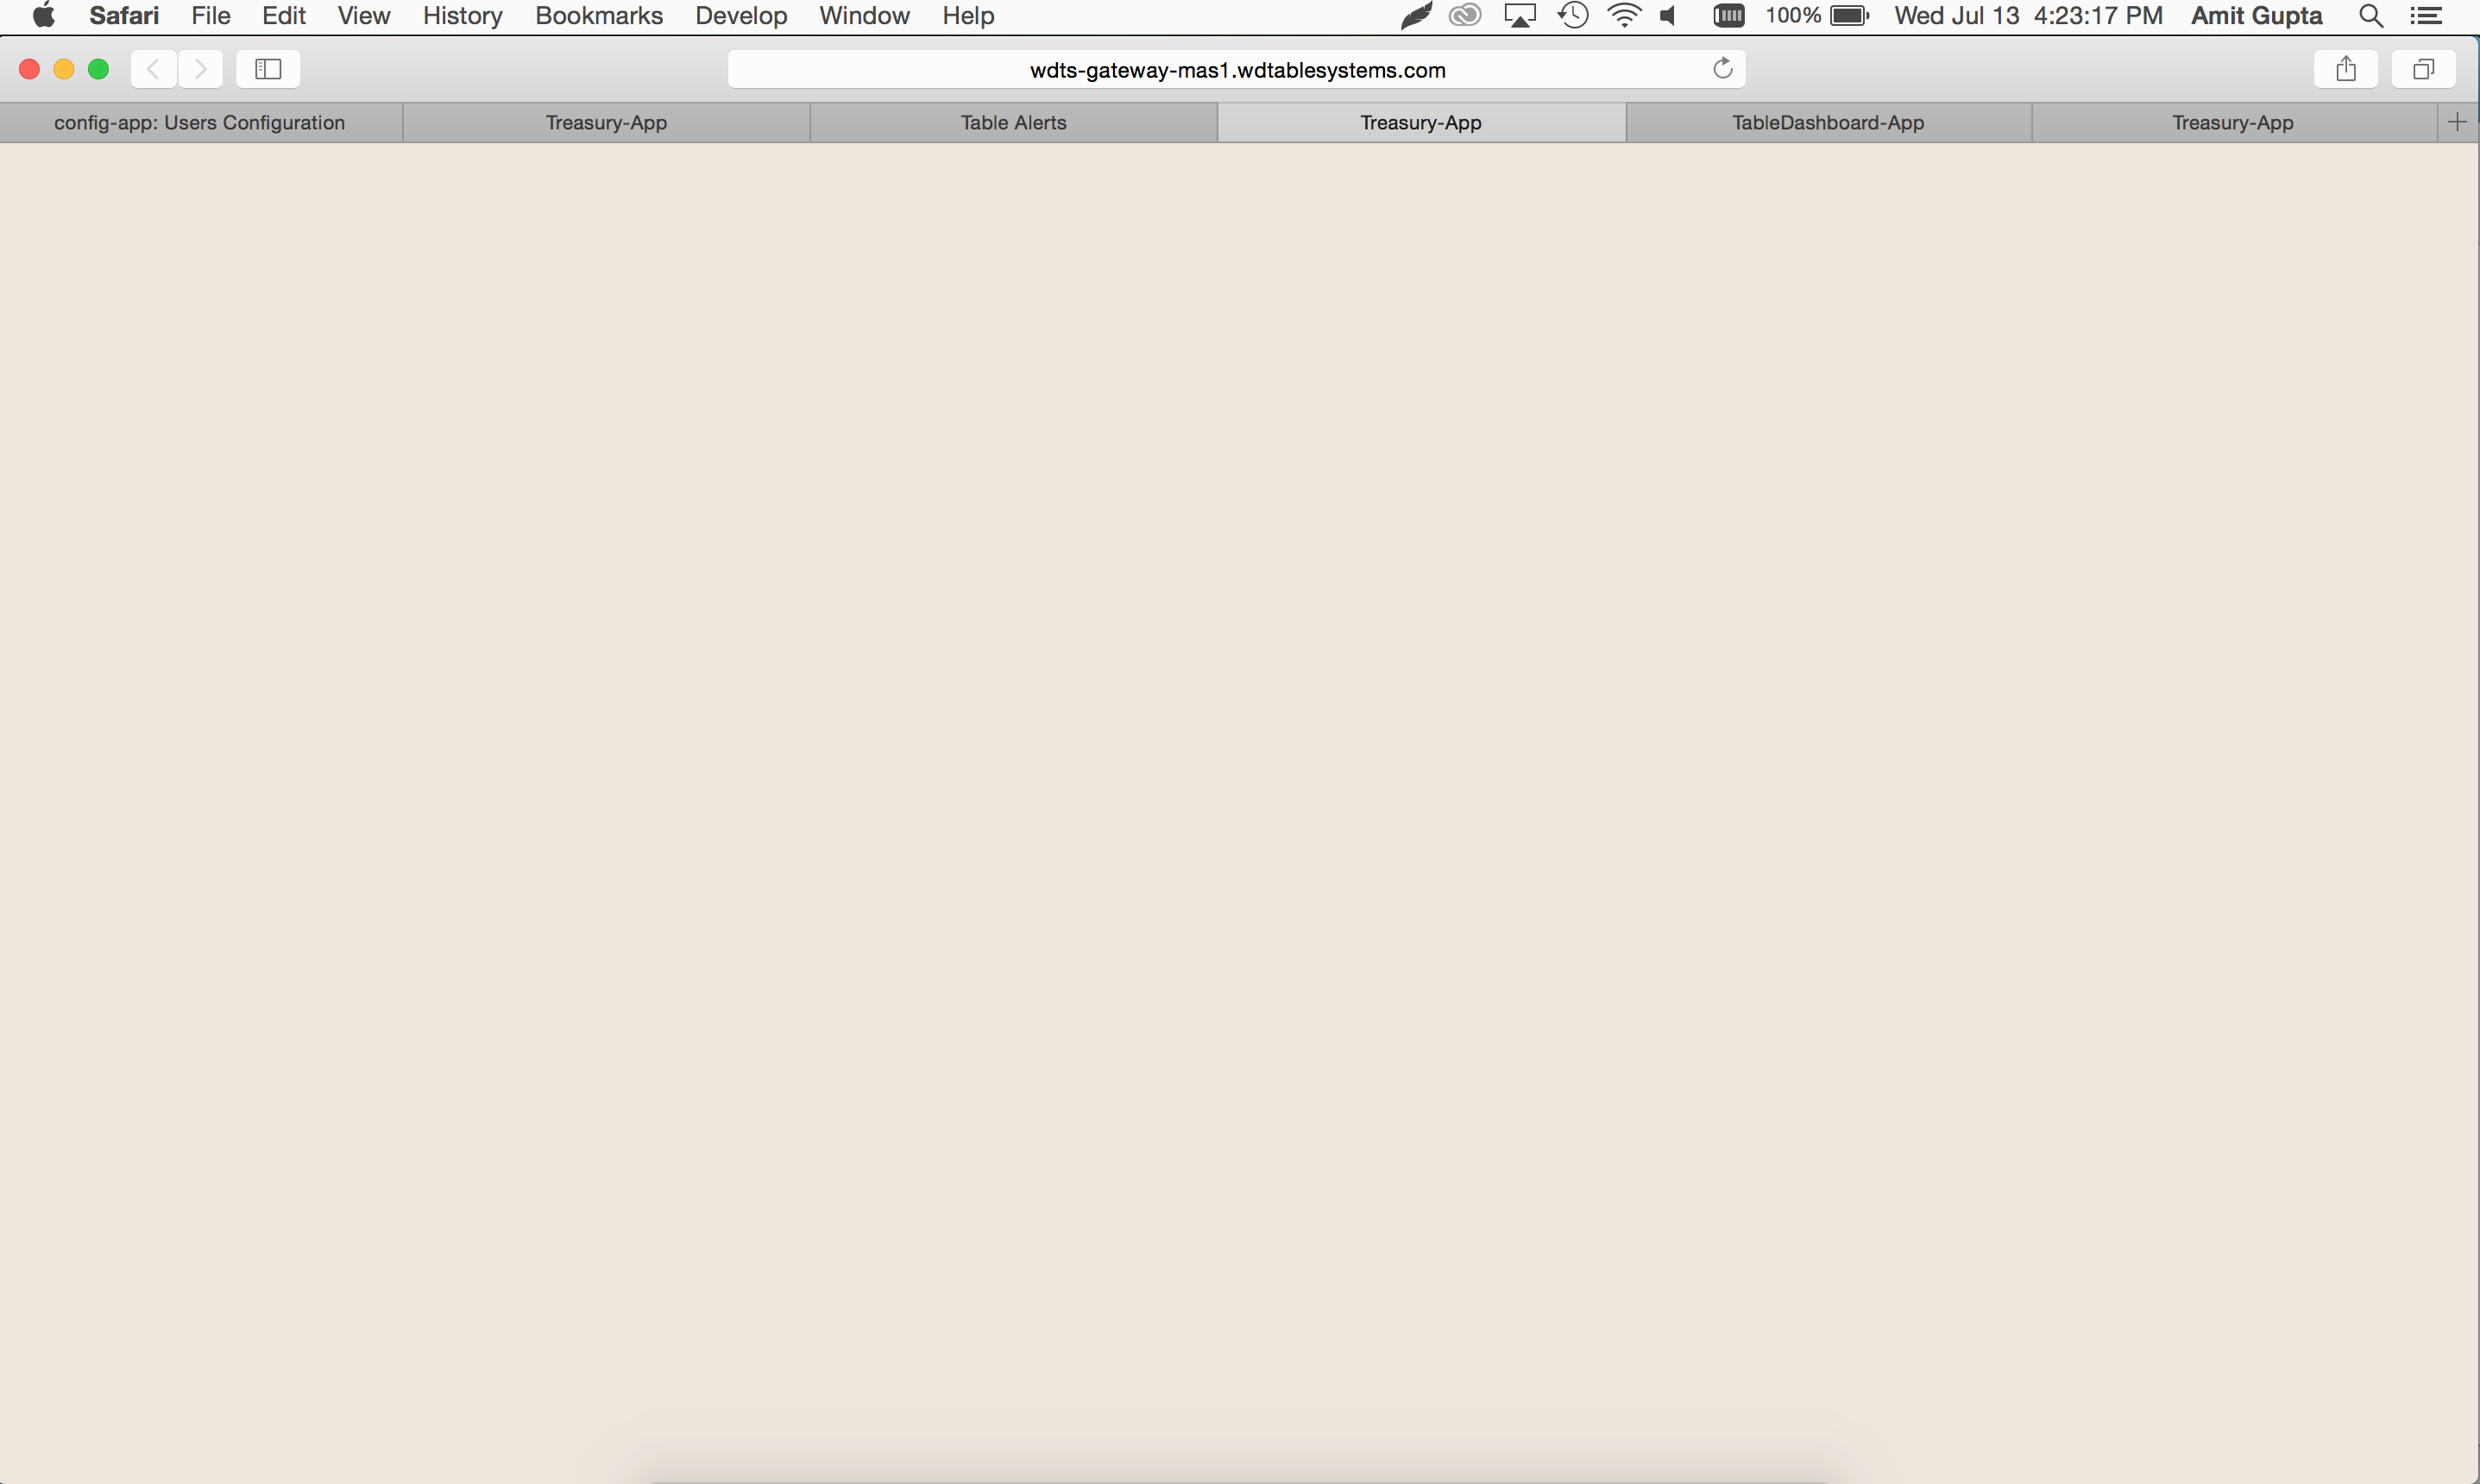 Safari File Edit View History Bookmarks Develop Window Help 100% Wed Jul 13 4:23:17 PM Amit Gupta
wdts-gateway-mas1.wdtablesystems.com
config-app: Users Configuration Treasury-App Table Alerts Treasury-App TableDashboard-App Treasury-App